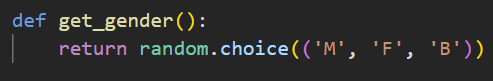 def get_gender():
    return random.choice(('M', 'F', 'B'))